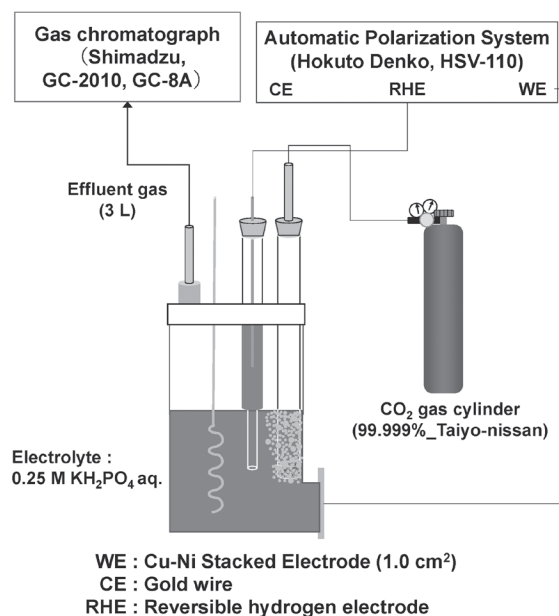 Gas chromatograph
(Shimadzu,
GC-2010, GC-8A)
Automatic Polarization System
(Hokuto Denko, HSV-110)
CE RHE WE
Effluent gas
(3 L)
CO₂ gas cylinder
(99.999%_Taiyo-nissan)
Electrolyte :
0.25 M KH₂PO₄ aq.
WE : Cu-Ni Stacked Electrode (1.0 cm²)
CE : Gold wire
RHE : Reversible hydrogen electrode